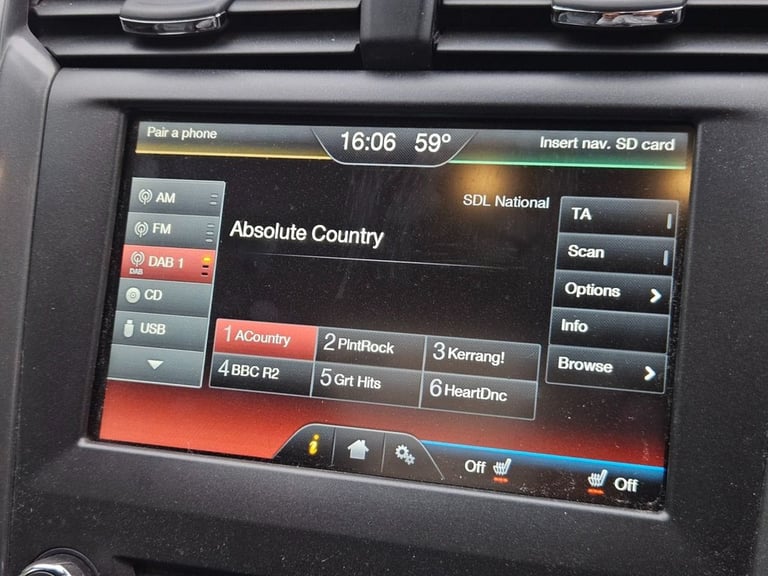 Pair a phone
16:06 59°
Insert nav. SD card
AM
FM
DAB 1
DAB
CD
USB
SDL National
Absolute Country
TA
Scan
Options
Info
Browse
1 ACountry
2 PlntRock
3 Kerrang!
4 BBC R2
5 Grt Hits
6 HeartDnc
i
Off
Off